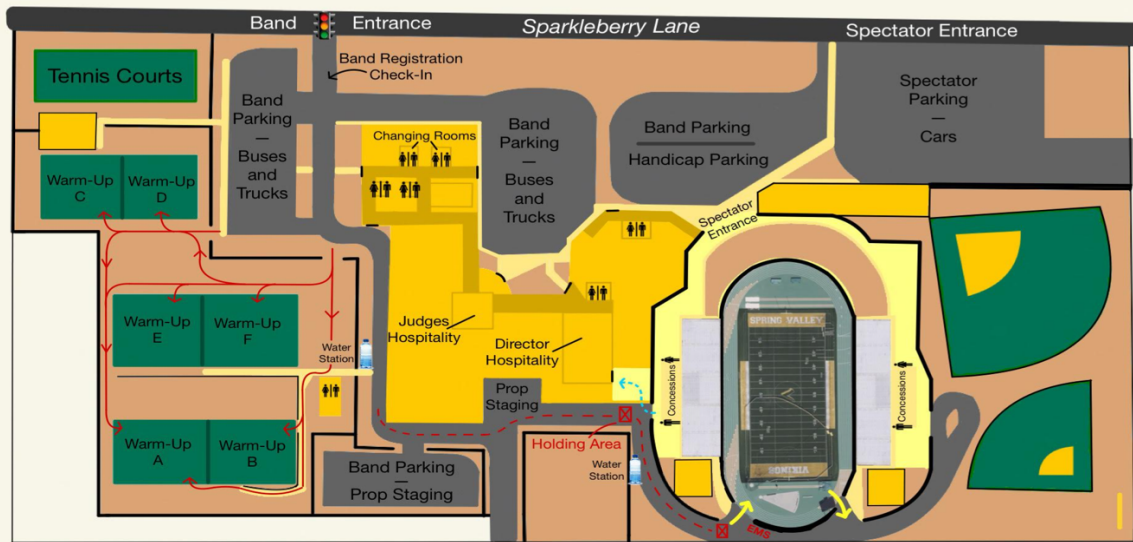 Band Entrance
Sparkleberry Lane
Spectator Entrance
Band Registration
Check-In
Tennis Courts
Band
Parking
—
Buses
and
Trucks
Changing Rooms
Band
Parking
—
Buses
and
Trucks
Band Parking
Handicap Parking
Spectator
Parking
—
Cars
Warm-Up
C
Warm-Up
D
Spectator
Entrance
Warm-Up
E
Warm-Up
F
Water
Station
Judges
Hospitality
Director
Hospitality
SPRING VALLEY
Concessions
Concessions
Prop
Staging
Holding Area
Warm-Up
A
Warm-Up
B
Band Parking
—
Prop Staging
Water
Station
VIKINGS
EMS